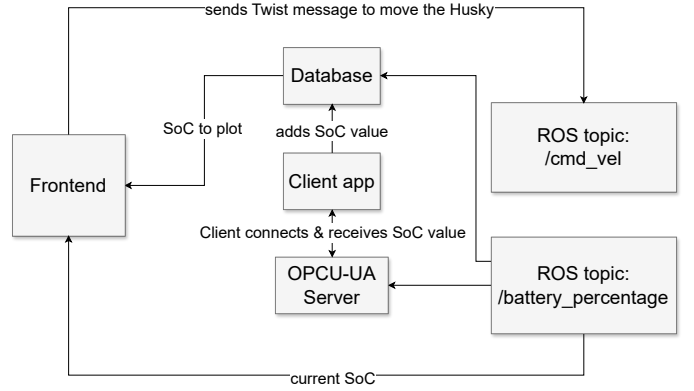 sends Twist message to move the Husky
Database
ROS topic:
/cmd_vel
SoC to plot
adds SoC value
Frontend
Client app
Client connects & receives SoC value
OPCU-UA
Server
ROS topic:
/battery_percentage
current SoC